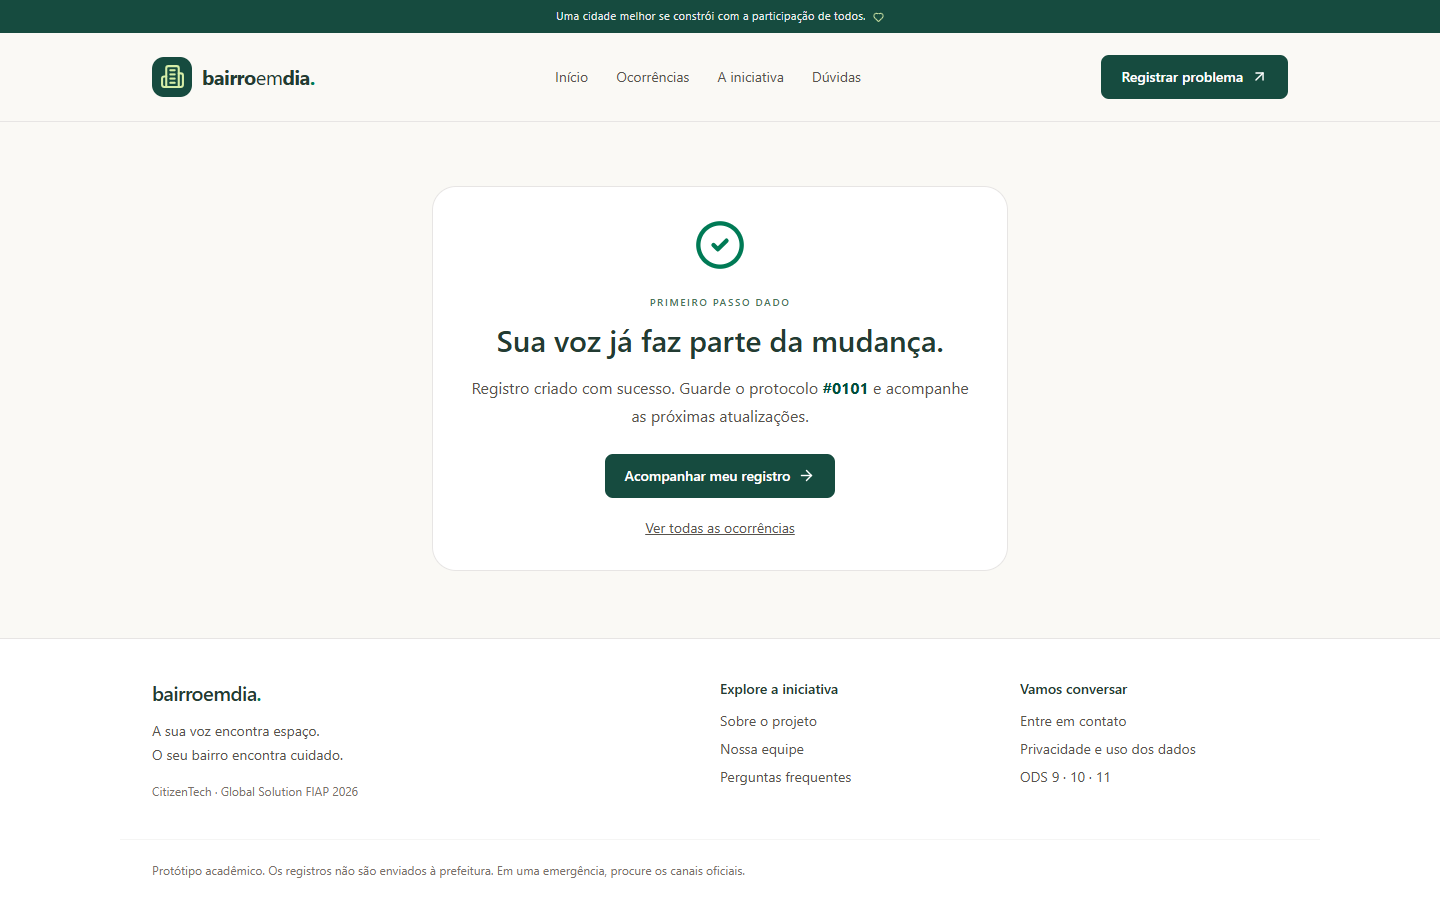 Uma cidade melhor se constrói com a participação de todos.
bairroemdia.
Início
Ocorrências
A iniciativa
Dúvidas
Registrar problema
PRIMEIRO PASSO DADO
Sua voz já faz parte da mudança.
Registro criado com sucesso. Guarde o protocolo #0101 e acompanhe
as próximas atualizações.
Acompanhar meu registro
Ver todas as ocorrências
bairroemdia.
A sua voz encontra espaço.
O seu bairro encontra cuidado.
CitizenTech · Global Solution FIAP 2026
Explore a iniciativa
Sobre o projeto
Nossa equipe
Perguntas frequentes
Vamos conversar
Entre em contato
Privacidade e uso dos dados
ODS 9 · 10 · 11
Protótipo acadêmico. Os registros não são enviados à prefeitura. Em uma emergência, procure os canais oficiais.